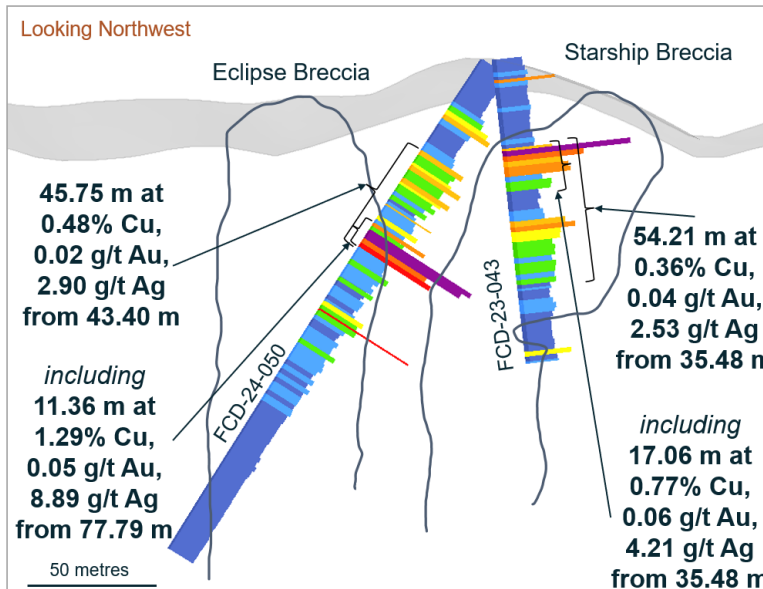 Looking Northwest
Eclipse Breccia
Starship Breccia
45.75 m at
0.48% Cu,
0.02 g/t Au,
2.90 g/t Ag
from 43.40 m
including
11.36 m at
1.29% Cu,
0.05 g/t Au,
8.89 g/t Ag
from 77.79 m
FCD-24-050
FCD-23-043
54.21 m at
0.36% Cu,
0.04 g/t Au,
2.53 g/t Ag
from 35.48 m
including
17.06 m at
0.77% Cu,
0.06 g/t Au,
4.21 g/t Ag
from 35.48 m
50 metres